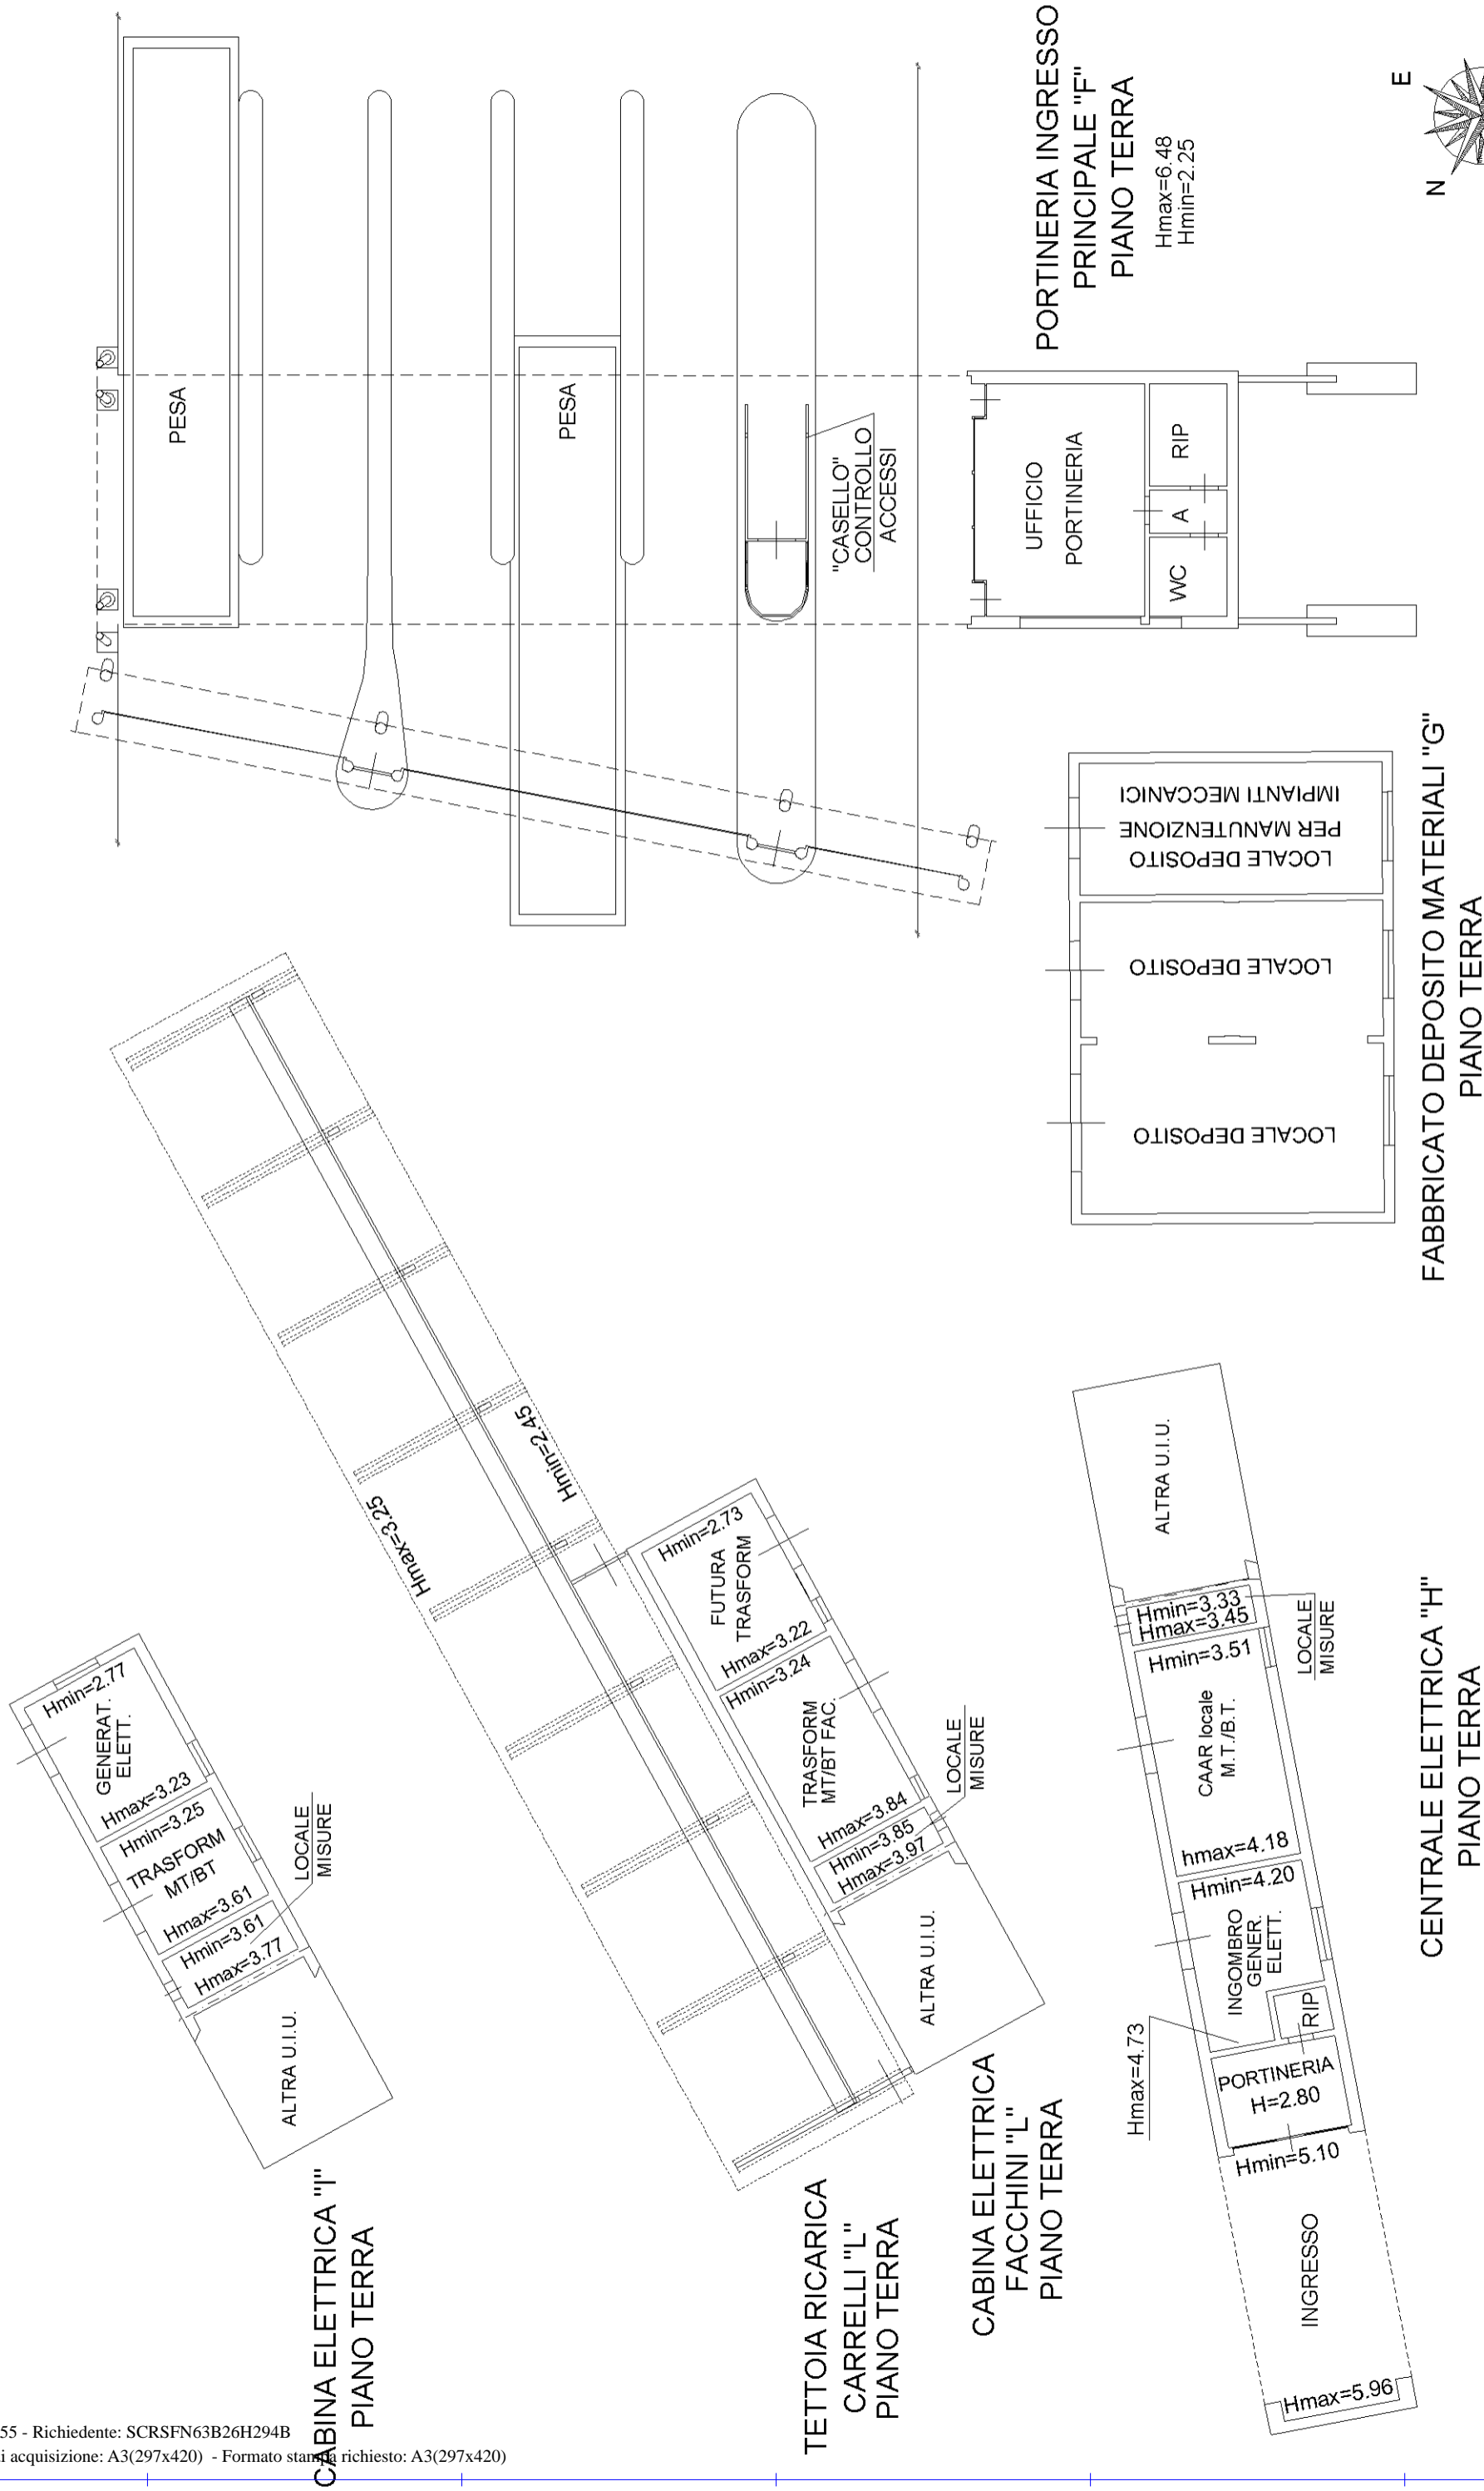 PESA
PESA
"CASELLO"
CONTROLLO
ACCESSI
UFFICIO
PORTINERIA
RIP
A
WC
PORTINERIA INGRESSO
PRINCIPALE "F"
PIANO TERRA
Hmax=6.48
Hmin=2.25
E
N
IMPIANTI MECCANICI
PER MANUTENZIONE
LOCALE DEPOSITO
LOCALE DEPOSITO
LOCALE DEPOSITO
FABBRICATO DEPOSITO MATERIALI "G"
PIANO TERRA
Hmin=2.77
GENERAT.
ELETT.
Hmax=3.23
Hmin=3.25
TRASFORM
MT/BT
Hmax=3.61
Hmin=3.61
Hmax=3.77
LOCALE
MISURE
ALTRA U.I.U.
CABINA ELETTRICA "I"
PIANO TERRA
Hmax=3.25
Hmin=2.45
TETTOIA RICARICA
CARRELLI "L"
PIANO TERRA
Hmin=2.73
FUTURA
TRASFORM
Hmax=3.22
Hmin=3.24
TRASFORM
MT/BT FAC.
Hmax=3.84
Hmin=3.85
Hmax=3.97
LOCALE
MISURE
ALTRA U.I.U.
CABINA ELETTRICA
FACCHINI "L"
PIANO TERRA
ALTRA U.I.U.
Hmin=3.33
Hmax=3.45
LOCALE
MISURE
Hmin=3.51
CAAR locale
M.T./B.T.
hmax=4.18
Hmin=4.20
INGOMBRO
GENER.
ELETT.
RIP
Hmax=4.73
PORTINERIA
H=2.80
Hmin=5.10
INGRESSO
Hmax=5.96
CENTRALE ELETTRICA "H"
PIANO TERRA
55 - Richiedente: SCRSFN63B26H294B
i acquisizione: A3(297x420) - Formato stampa richiesto: A3(297x420)